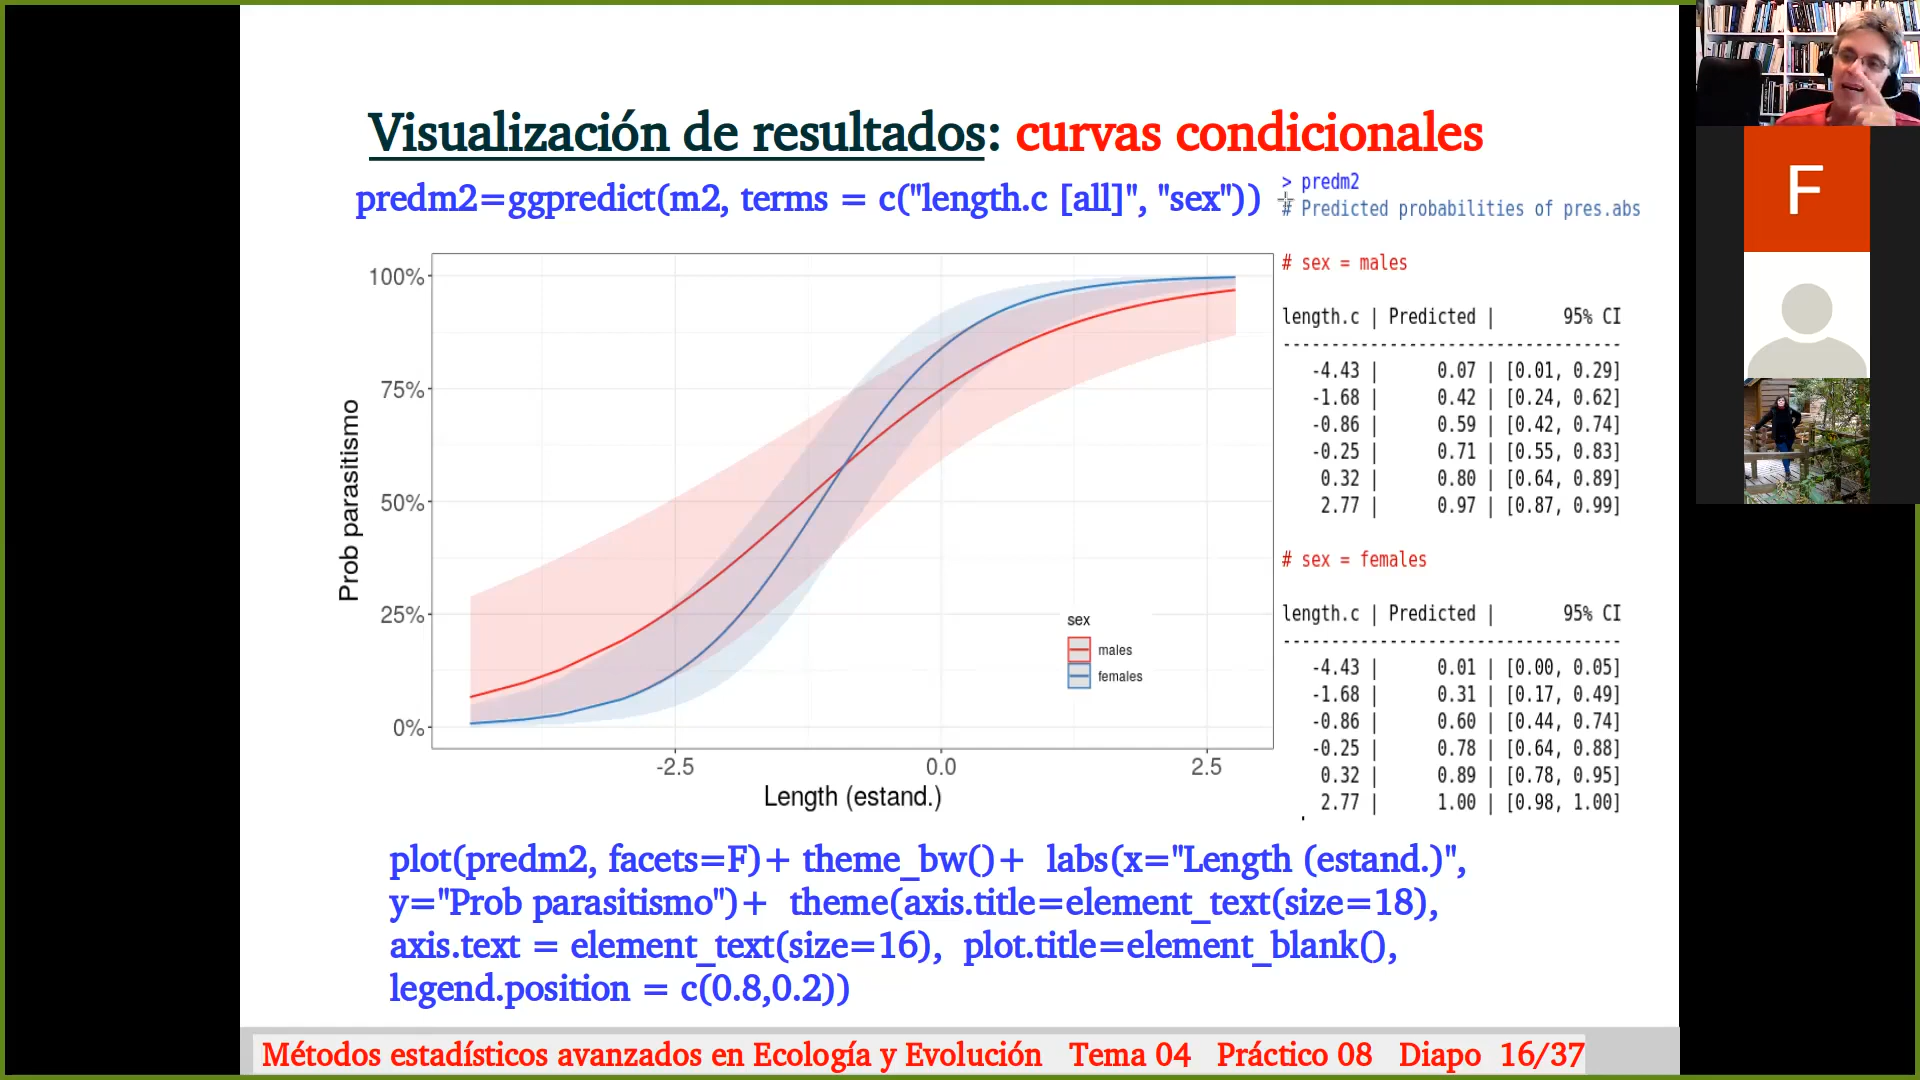 Visualización de resultados: curvas condicionales
predm2=ggpredict(m2, terms = c("length.c [all]", "sex"))
> predm2
# Predicted probabilities of pres.abs
# sex = males
length.c | Predicted | 95% CI
-----------------------------------
-4.43 | 0.07 | [0.01, 0.29]
-1.68 | 0.42 | [0.24, 0.62]
-0.86 | 0.59 | [0.42, 0.74]
-0.25 | 0.71 | [0.55, 0.83]
0.32 | 0.80 | [0.64, 0.89]
2.77 | 0.97 | [0.87, 0.99]
# sex = females
length.c | Predicted | 95% CI
-----------------------------------
-4.43 | 0.01 | [0.00, 0.05]
-1.68 | 0.31 | [0.17, 0.49]
-0.86 | 0.60 | [0.44, 0.74]
-0.25 | 0.78 | [0.64, 0.88]
0.32 | 0.89 | [0.78, 0.95]
2.77 | 1.00 | [0.98, 1.00]
Prob parasitismo
100%
75%
50%
25%
0%
-2.5
0.0
2.5
Length (estand.)
sex
males
females
plot(predm2, facets=F)+ theme_bw()+ labs(x="Length (estand.)",
y="Prob parasitismo")+ theme(axis.title=element_text(size=18),
axis.text = element_text(size=16), plot.title=element_blank(),
legend.position = c(0.8,0.2))
Métodos estadísticos avanzados en Ecología y Evolución Tema 04 Práctico 08 Diapo 16/37
F